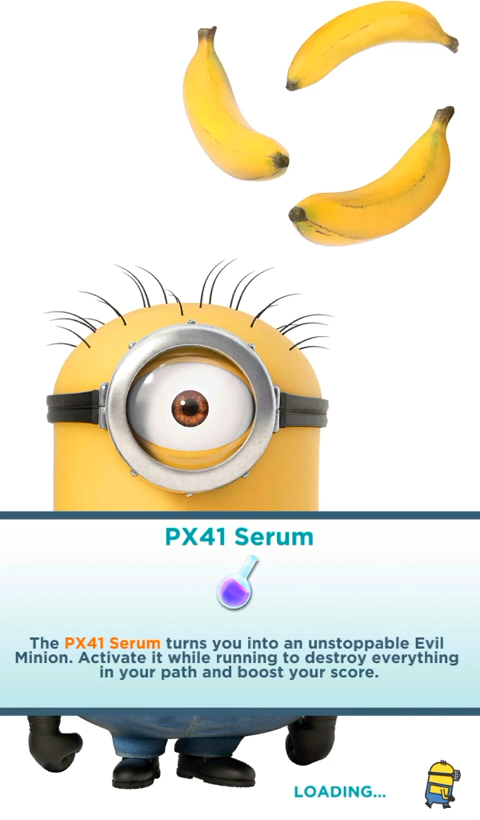 PX41 Serum
The PX41 Serum turns you into an unstoppable Evil
Minion. Activate it while running to destroy everything
in your path and boost your score.
LOADING...